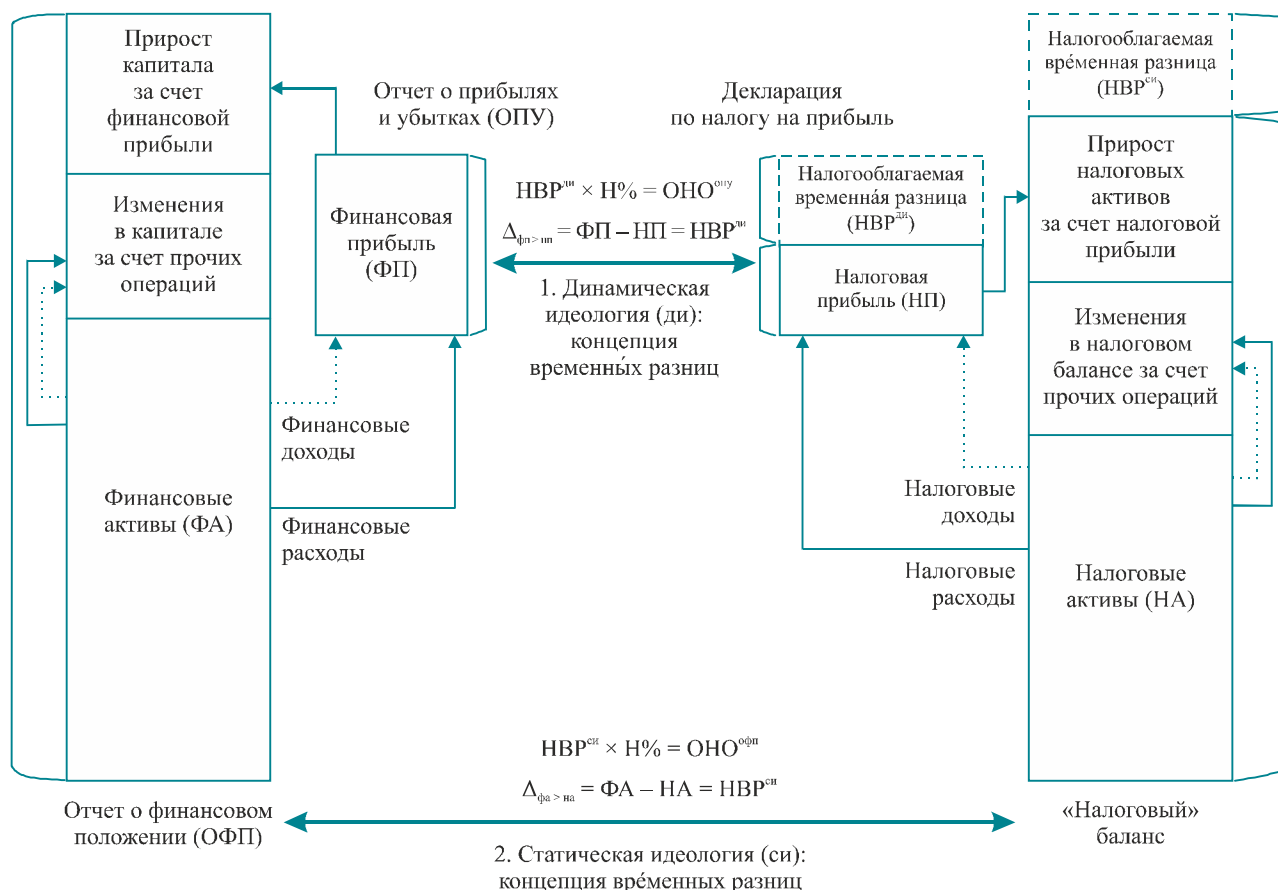 Прирост
капитала
за счет
финансовой
прибыли
Изменения
в капитале
за счет прочих
операций
Финансовые
активы (ФА)
Отчет о финансовом
положении (ОФП)
Отчет о прибылях
и убытках (ОПУ)
Финансовая
прибыль
(ФП)
Финансовые
доходы
Финансовые
расходы
НВРᵈⁱ × Н% = ОНОᵒⁿʸ
Δфп > нп = ФП – НП = НВРᵈⁱ
1. Динамическая
идеология (ди):
концепция
временны́х разниц
Декларация
по налогу на прибыль
Налогооблагаемая
временна́я разница
(НВРди)
Налоговая
прибыль (НП)
Налоговые
доходы
Налоговые
расходы
Налогооблагаемая
вре́менная разница
(НВРси)
Прирост
налоговых
активов
за счет налоговой
прибыли
Изменения
в налоговом
балансе за счет
прочих операций
Налоговые
активы (НА)
«Налоговый»
баланс
НВРси × Н% = ОНОофп
Δфа > на = ФА – НА = НВРси
2. Статическая идеология (си):
концепция вре́менных разниц